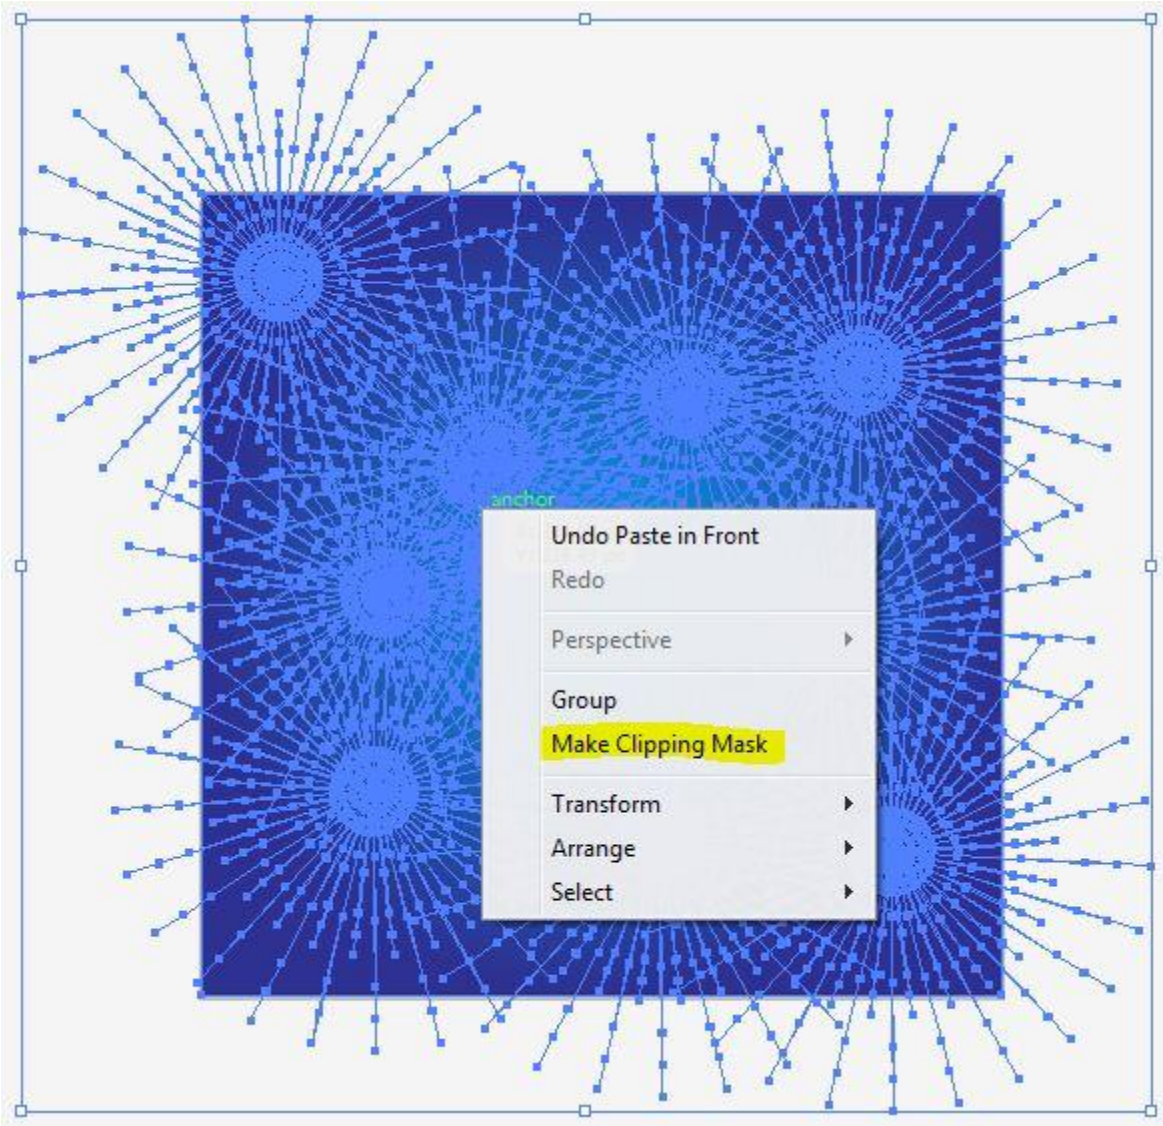 anchor
Undo Paste in Front
Redo
Perspective
Group
Make Clipping Mask
Transform
Arrange
Select